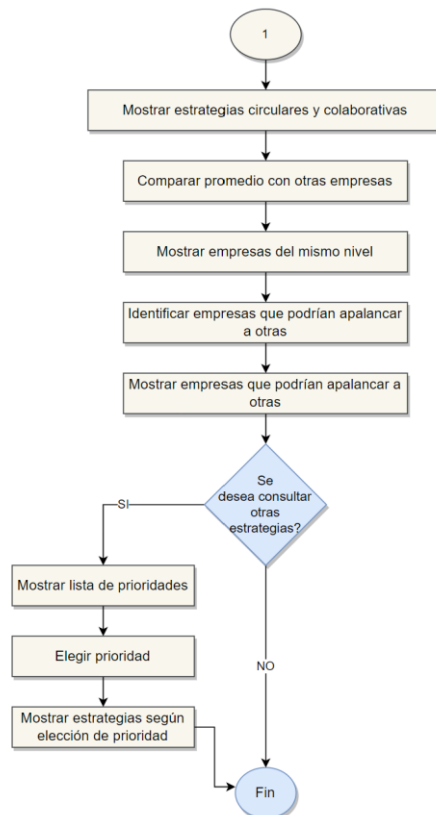 1
Mostrar estrategias circulares y colaborativas
Comparar promedio con otras empresas
Mostrar empresas del mismo nivel
Identificar empresas que podrían apalancar
a otras
Mostrar empresas que podrían apalancar a
otras
Se
desea consultar
otras
estrategias?
SI
Mostrar lista de prioridades
Elegir prioridad
NO
Mostrar estrategias según
elección de prioridad
Fin